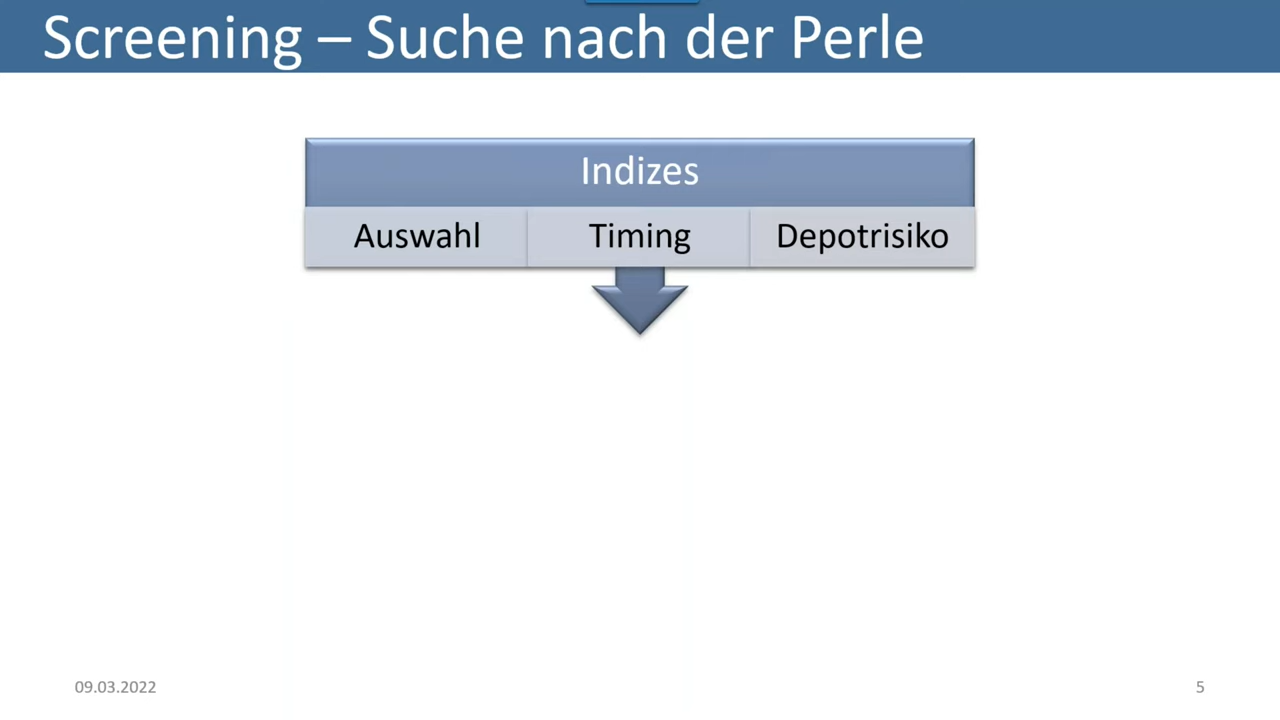 Screening – Suche nach der Perle
Indizes
Auswahl Timing Depotrisiko
09.03.2022 5